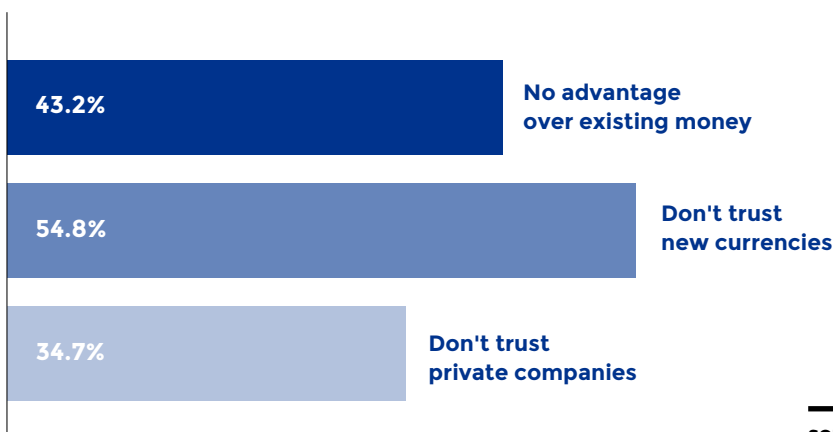 43.2%
No advantage
over existing money
54.8%
Don't trust
new currencies
34.7%
Don't trust
private companies